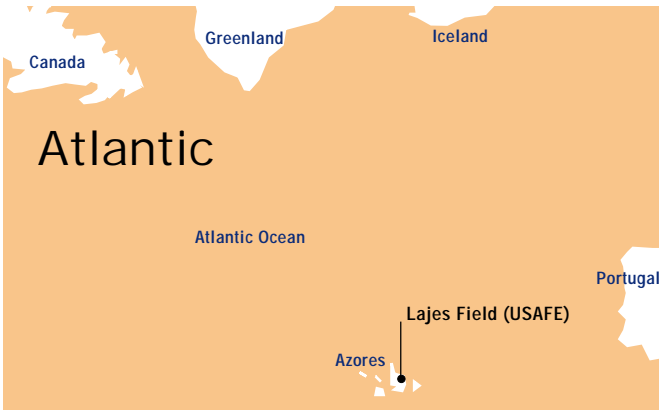 Greenland
Iceland
Canada
Atlantic
Atlantic Ocean
Portugal
Lajes Field (USAFE)
Azores